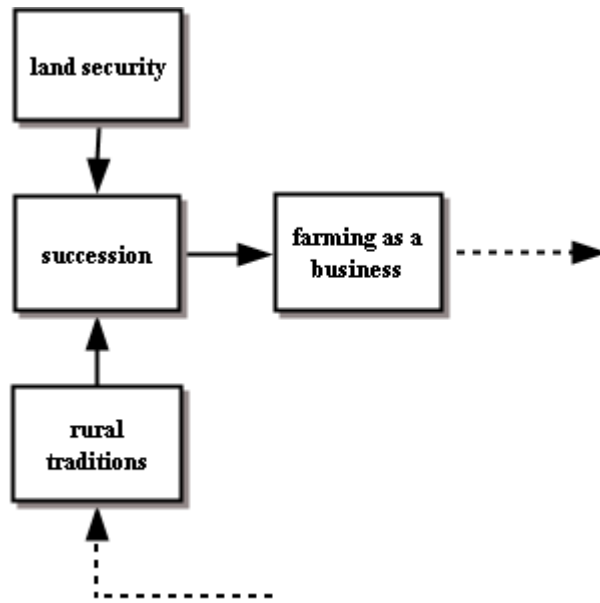 land security
succession
farming as a
business
rural
traditions